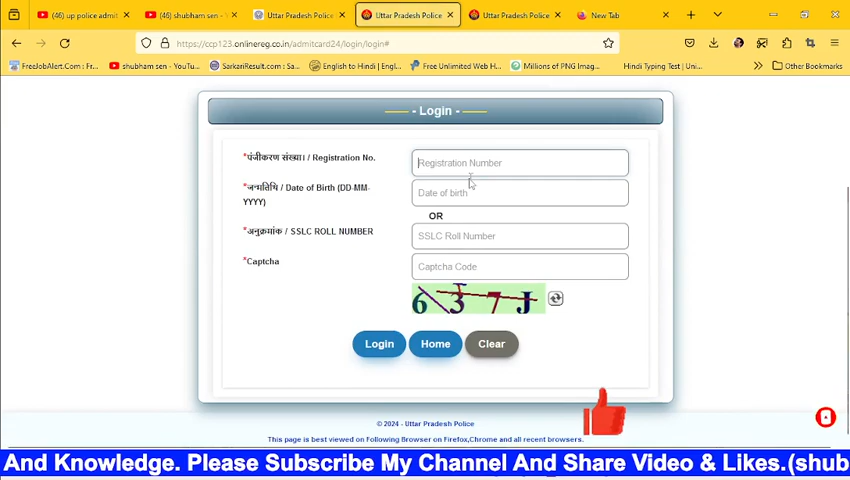 (46) up police admit
(46) shubham sen -
Uttar Pradesh Police
Uttar Pradesh Police
Uttar Pradesh Police
New Tab
https://ccp123.onlinereg.co.in/admitcard24/login/login#
FreeJobAlert.Com : Fr...
shubham sen - YouTu...
SarkariResult.com : Sa...
English to Hindi | Engl...
Free Unlimited Web H...
Millions of PNG Imag...
Hindi Typing Test | Uni...
Other Bookmarks
- Login -
*पंजीकरण संख्या। / Registration No.
Registration Number
*जन्मतिथि / Date of Birth (DD-MM-
YYYY)
Date of birth
OR
*अनुक्रमांक / SSLC ROLL NUMBER
SSLC Roll Number
*Captcha
Captcha Code
6 3 7 J
Login
Home
Clear
© 2024 - Uttar Pradesh Police
This page is best viewed on Following Browser on Firefox,Chrome and all recent browsers.
And Knowledge. Please Subscribe My Channel And Share Video & Likes.(shub